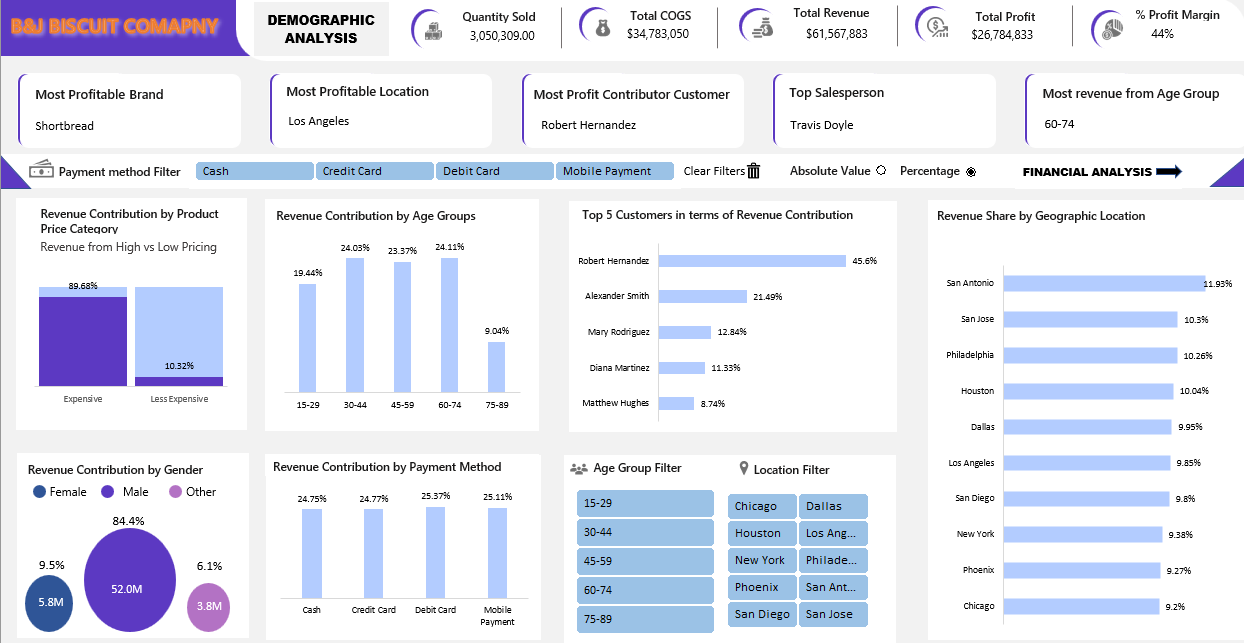 B&J BISCUIT COMAPNY
DEMOGRAPHIC
ANALYSIS
Quantity Sold
3,050,309.00
Total COGS
$34,783,050
Total Revenue
$61,567,883
Total Profit
$26,784,833
% Profit Margin
44%
Most Profitable Brand
Shortbread
Most Profitable Location
Los Angeles
Most Profit Contributor Customer
Robert Hernandez
Top Salesperson
Travis Doyle
Most revenue from Age Group
60-74
Payment method Filter
Cash
Credit Card
Debit Card
Mobile Payment
Clear Filters
Absolute Value
Percentage
FINANCIAL ANALYSIS
Revenue Contribution by Product
Price Category
Revenue from High vs Low Pricing
89.68%
10.32%
Expensive
Less Expensive
Revenue Contribution by Age Groups
19.44%
24.03%
23.37%
24.11%
9.04%
15-29
30-44
45-59
60-74
75-89
Top 5 Customers in terms of Revenue Contribution
Robert Hernandez
45.6%
Alexander Smith
21.49%
Mary Rodriguez
12.84%
Diana Martinez
11.33%
Matthew Hughes
8.74%
Revenue Share by Geographic Location
San Antonio
11.93%
San Jose
10.3%
Philadelphia
10.26%
Houston
10.04%
Dallas
9.95%
Los Angeles
9.85%
San Diego
9.8%
New York
9.38%
Phoenix
9.27%
Chicago
9.2%
Revenue Contribution by Gender
Female
Male
Other
84.4%
9.5%
6.1%
5.8M
52.0M
3.8M
Revenue Contribution by Payment Method
24.75%
24.77%
25.37%
25.11%
Cash
Credit Card
Debit Card
Mobile
Payment
Age Group Filter
15-29
30-44
45-59
60-74
75-89
Location Filter
Chicago
Dallas
Houston
Los Ang...
New York
Philade...
Phoenix
San Ant...
San Diego
San Jose